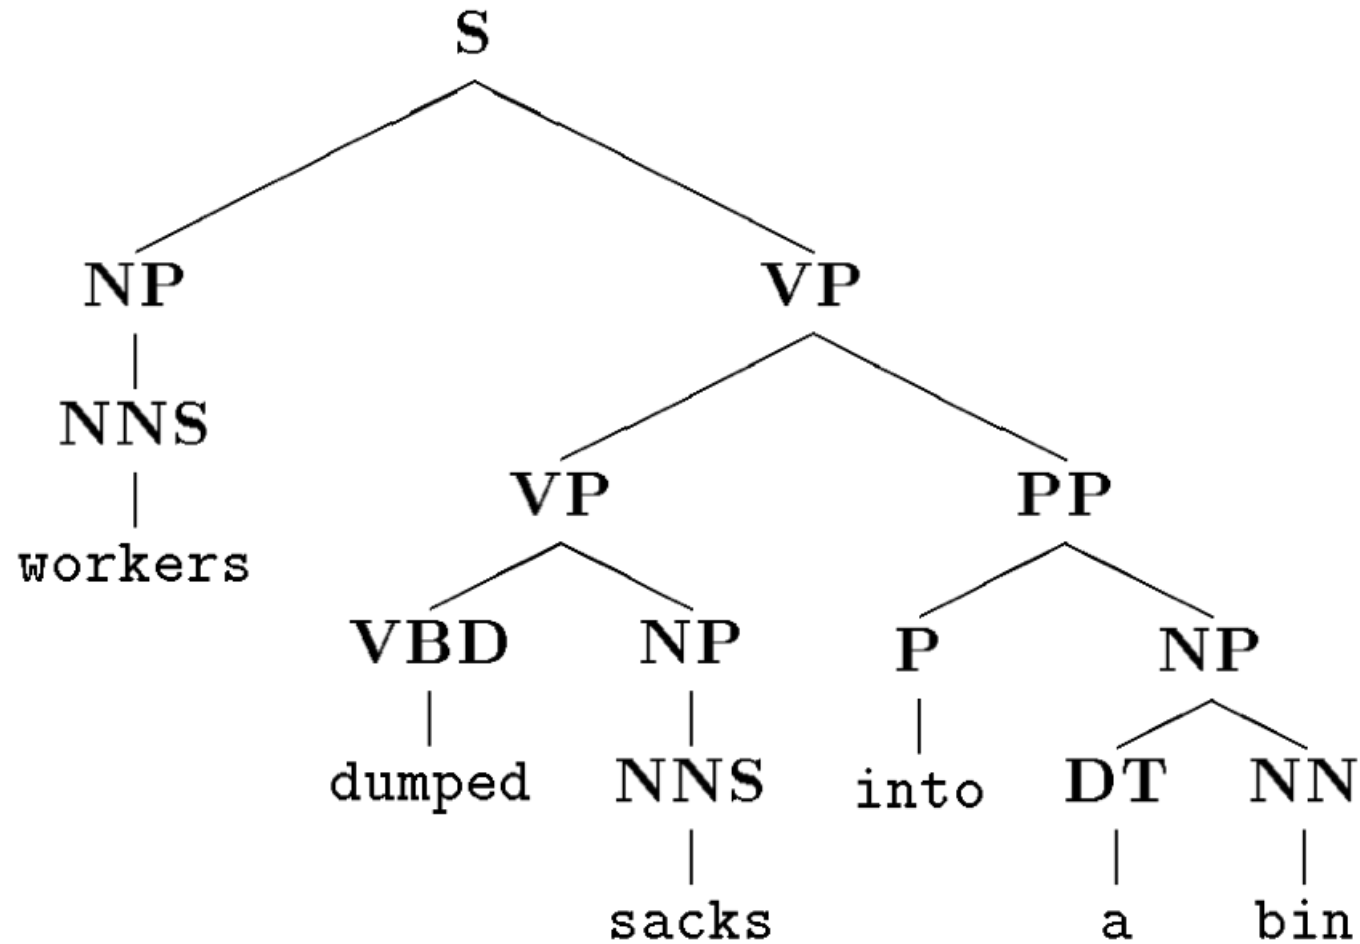 S
NP VP
NNS
VP PP
workers
VBD NP P NP
dumped NNS into DT NN
sacks a bin